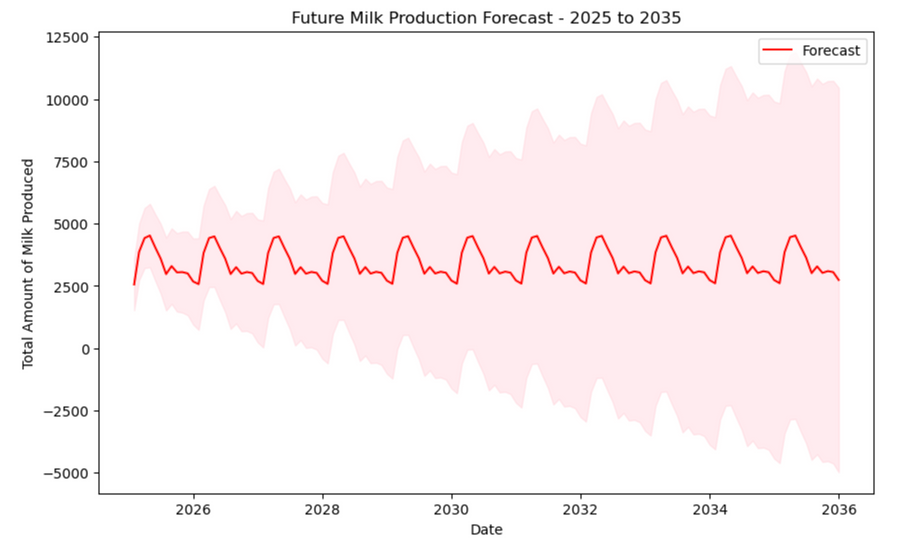 Future Milk Production Forecast - 2025 to 2035
Forecast
Total Amount of Milk Produced
12500
10000
7500
5000
2500
0
−2500
−5000
2026 2028 2030 2032 2034 2036
Date